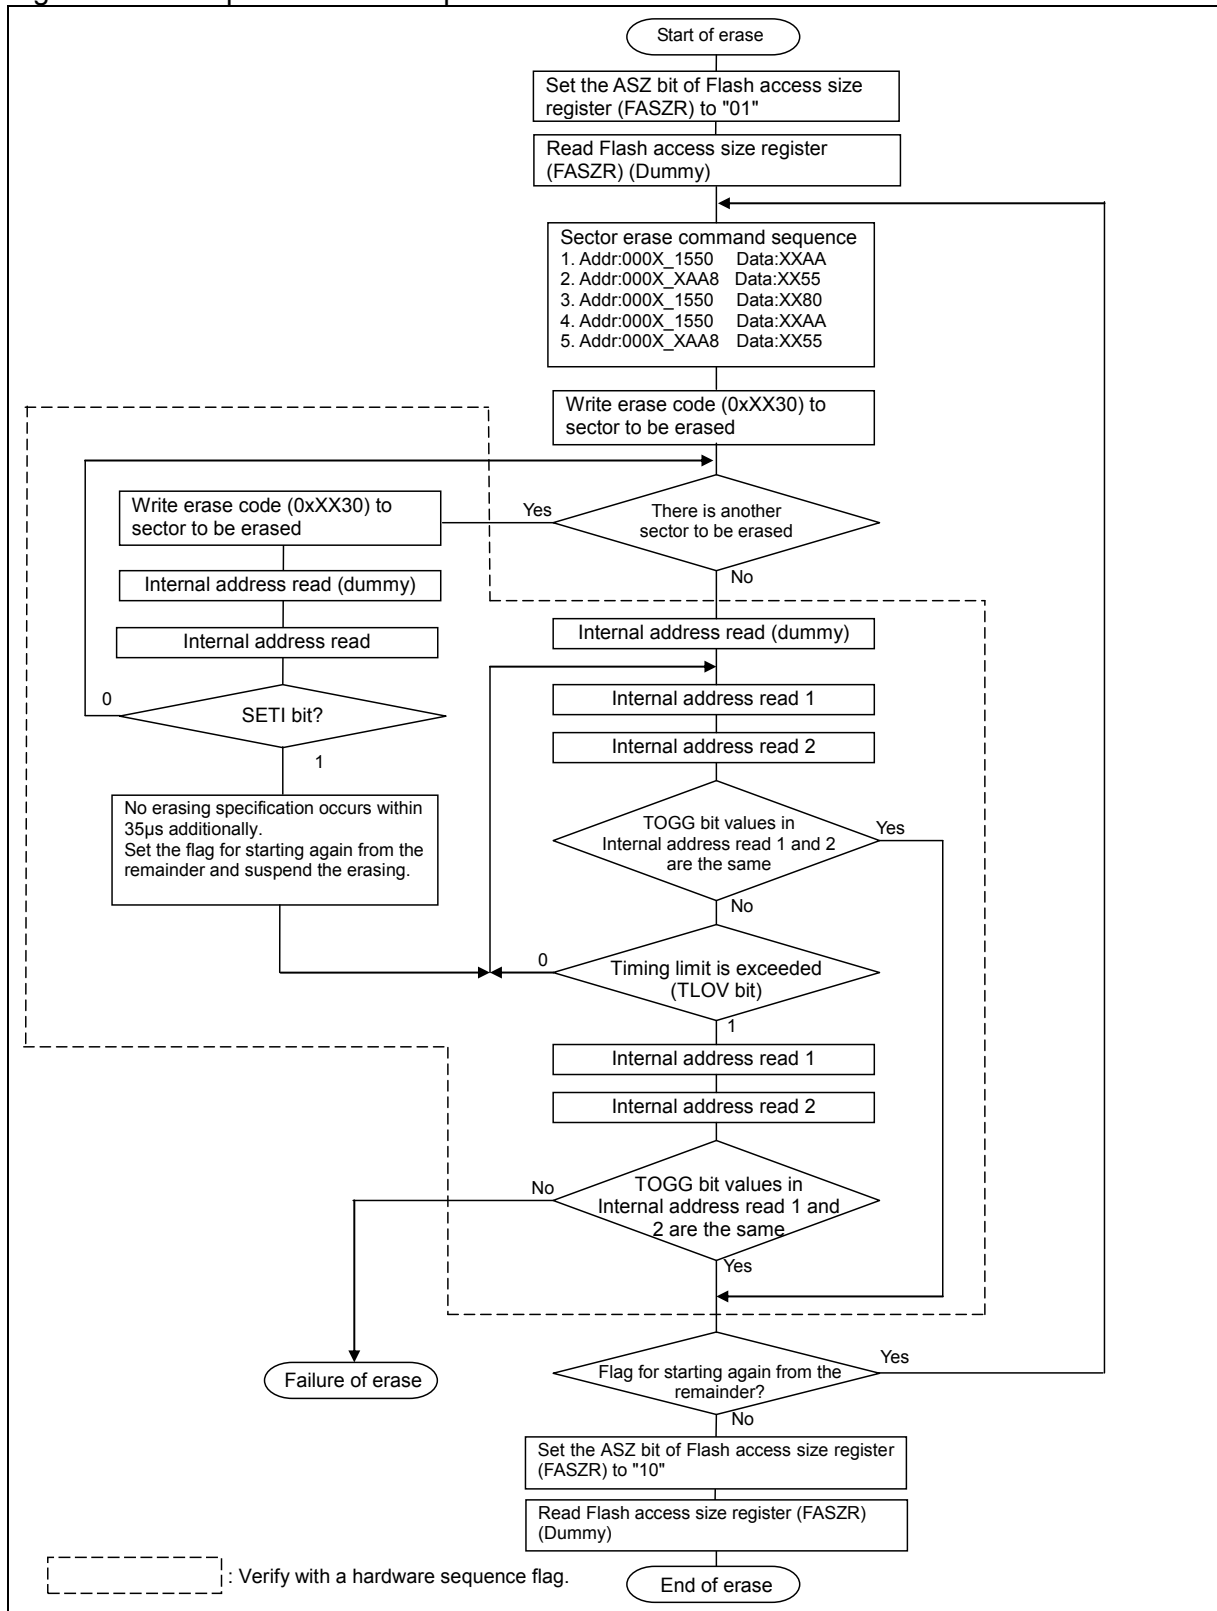 Start of erase
Set the ASZ bit of Flash access size
register (FASZR) to "01"
Read Flash access size register
(FASZR) (Dummy)
Sector erase command sequence
1. Addr:000X_1550 Data:XXAA
2. Addr:000X_XAA8 Data:XX55
3. Addr:000X_1550 Data:XX80
4. Addr:000X_1550 Data:XXAA
5. Addr:000X_XAA8 Data:XX55
Write erase code (0xXX30) to
sector to be erased
There is another
sector to be erased
Yes
No
Write erase code (0xXX30) to
sector to be erased
Internal address read (dummy)
Internal address read
SETI bit?
0
1
No erasing specification occurs within
35µs additionally.
Set the flag for starting again from the
remainder and suspend the erasing.
Internal address read (dummy)
Internal address read 1
Internal address read 2
TOGG bit values in
Internal address read 1 and 2
are the same
Yes
No
Timing limit is exceeded
(TLOV bit)
0
1
Internal address read 1
Internal address read 2
TOGG bit values in
Internal address read 1 and
2 are the same
No
Yes
Failure of erase
Flag for starting again from the
remainder?
Yes
No
Set the ASZ bit of Flash access size register
(FASZR) to "10"
Read Flash access size register (FASZR)
(Dummy)
End of erase
: Verify with a hardware sequence flag.